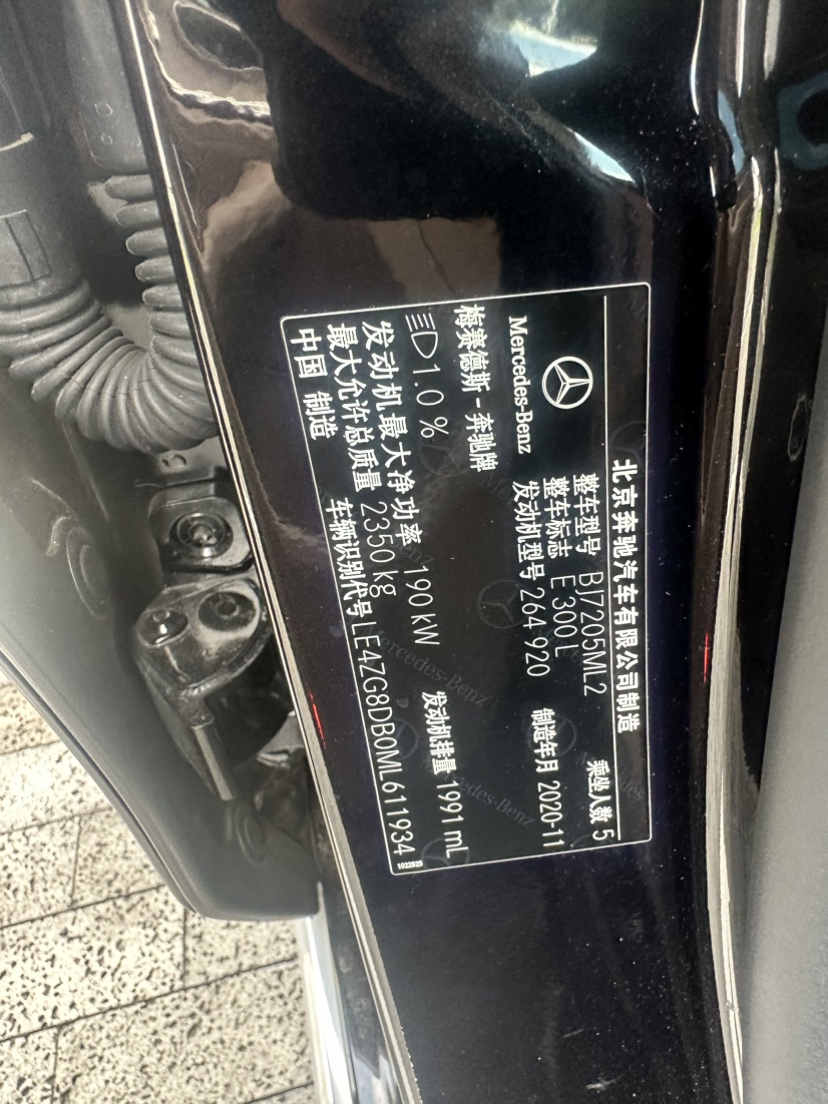 北京奔驰汽车有限公司制造
Mercedes-Benz
整车型号 BJ7205ML2 乘坐人数 5
整车标志 E 300 L
发动机型号 264 920 制造年月 2020-11
梅赛德斯-奔驰牌
1.0 %
发动机最大净功率 190 kW 发动机排量 1991 mL
最大允许总质量 2350 kg
中国 制造 车辆识别代号 LE4ZG8DB0ML611934
1022825